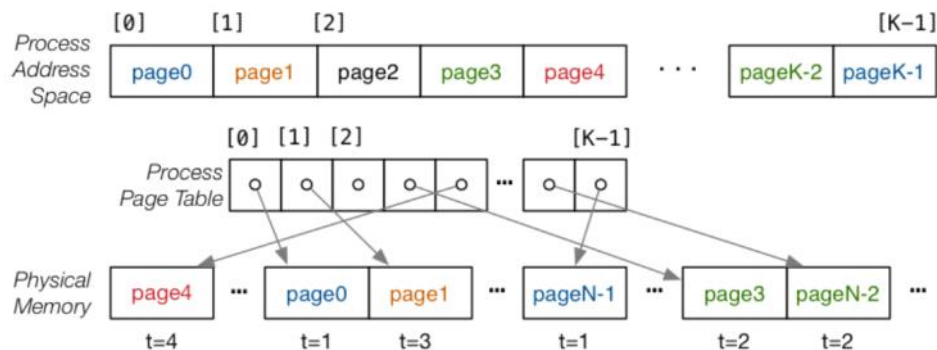 [0] [1] [2] [K-1]
Process
Address
Space
page0 page1 page2 page3 page4 ... pageK-2 pageK-1
[0] [1] [2] [K-1]
Process
Page Table
...
Physical
Memory
page4 ... page0 page1 ... pageN-1 ... page3 pageN-2 ...
t=4 t=1 t=3 t=1 t=2 t=2